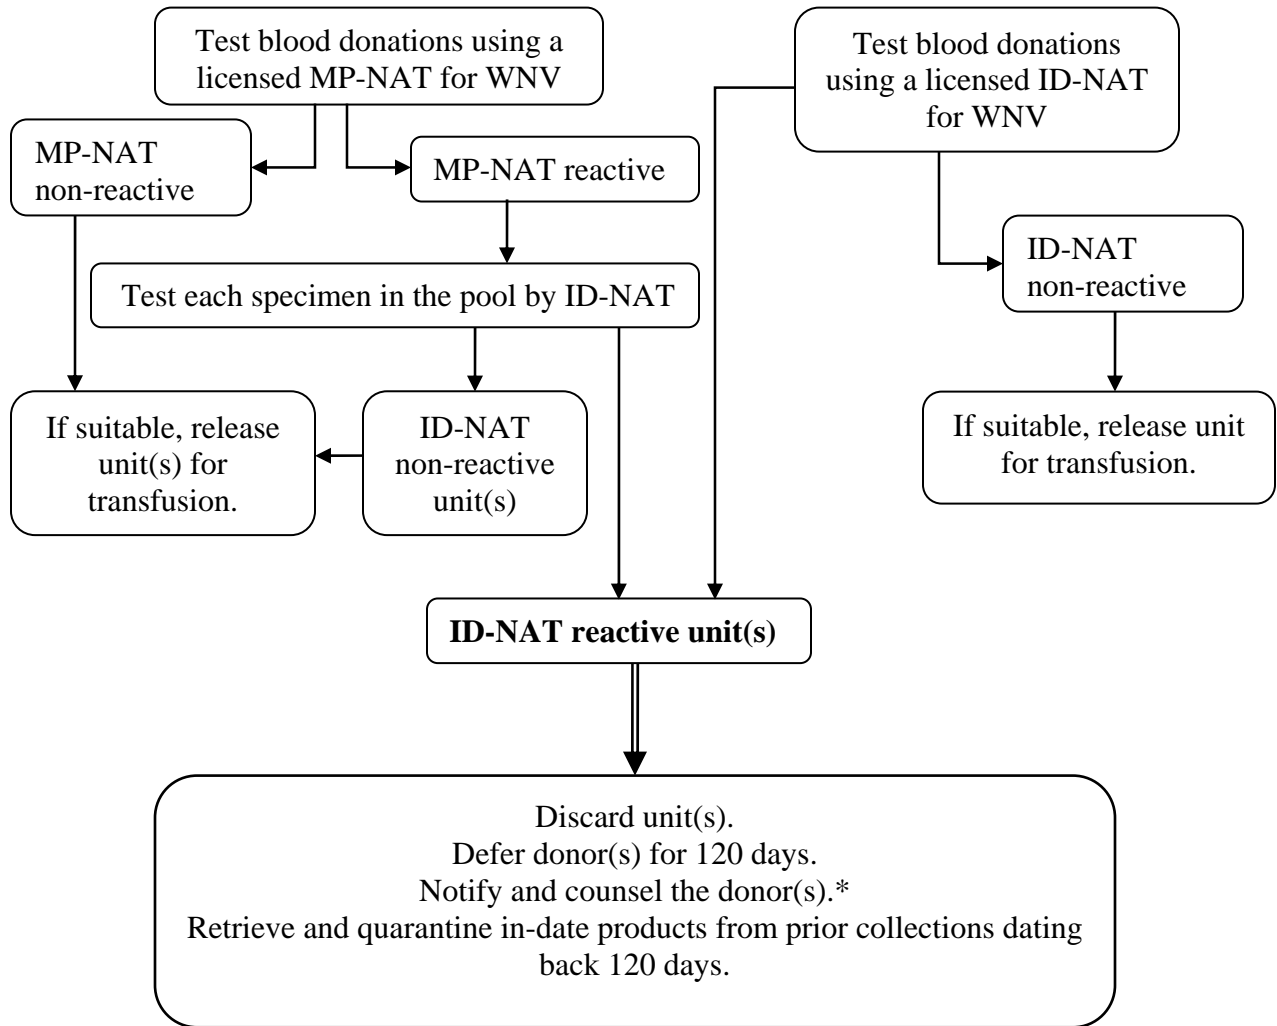 Test blood donations using a
licensed MP-NAT for WNV
Test blood donations
using a licensed ID-NAT
for WNV
MP-NAT
non-reactive
MP-NAT reactive
ID-NAT
non-reactive
Test each specimen in the pool by ID-NAT
If suitable, release
unit(s) for
transfusion.
ID-NAT
non-reactive
unit(s)
If suitable, release unit
for transfusion.
ID-NAT reactive unit(s)
Discard unit(s).
Defer donor(s) for 120 days.
Notify and counsel the donor(s).*
Retrieve and quarantine in-date products from prior collections dating
back 120 days.